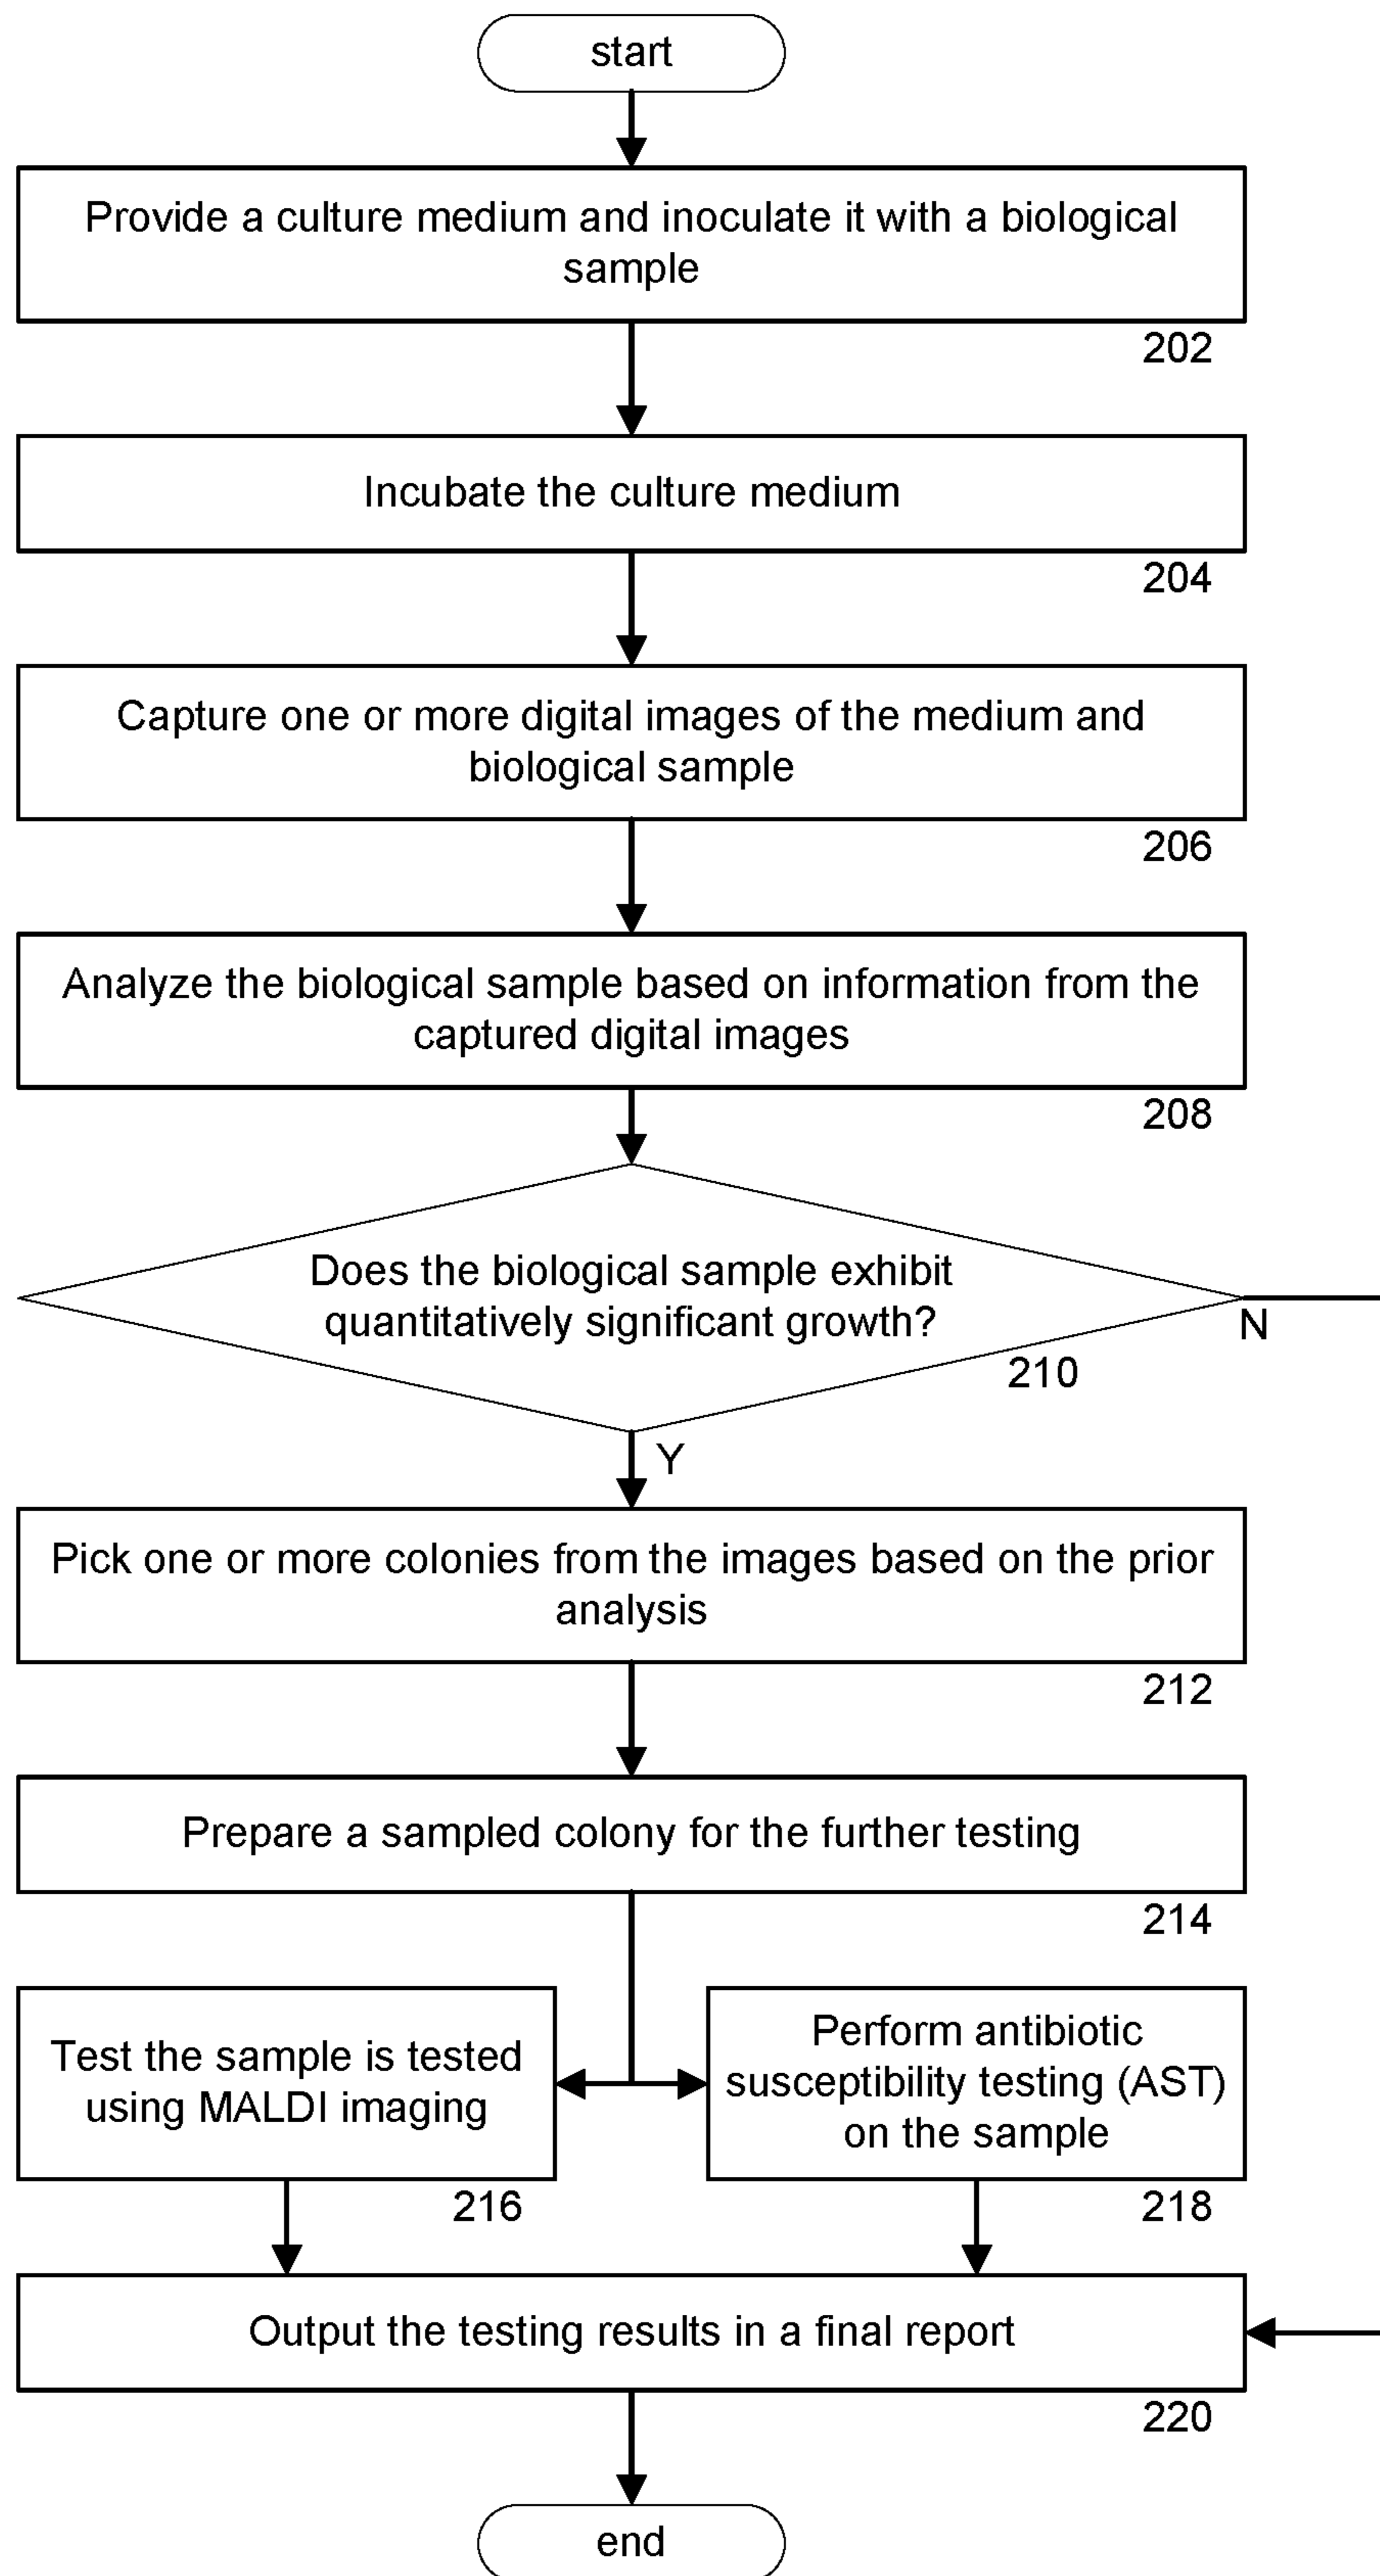 start
Provide a culture medium and inoculate it with a biological
sample
202
Incubate the culture medium
204
Capture one or more digital images of the medium and
biological sample
206
Analyze the biological sample based on information from the
captured digital images
208
Does the biological sample exhibit
quantitatively significant growth?
N
210
Y
Pick one or more colonies from the images based on the prior
analysis
212
Prepare a sampled colony for the further testing
214
Test the sample is tested
using MALDI imaging
216
Perform antibiotic
susceptibility testing (AST)
on the sample
218
Output the testing results in a final report
220
end